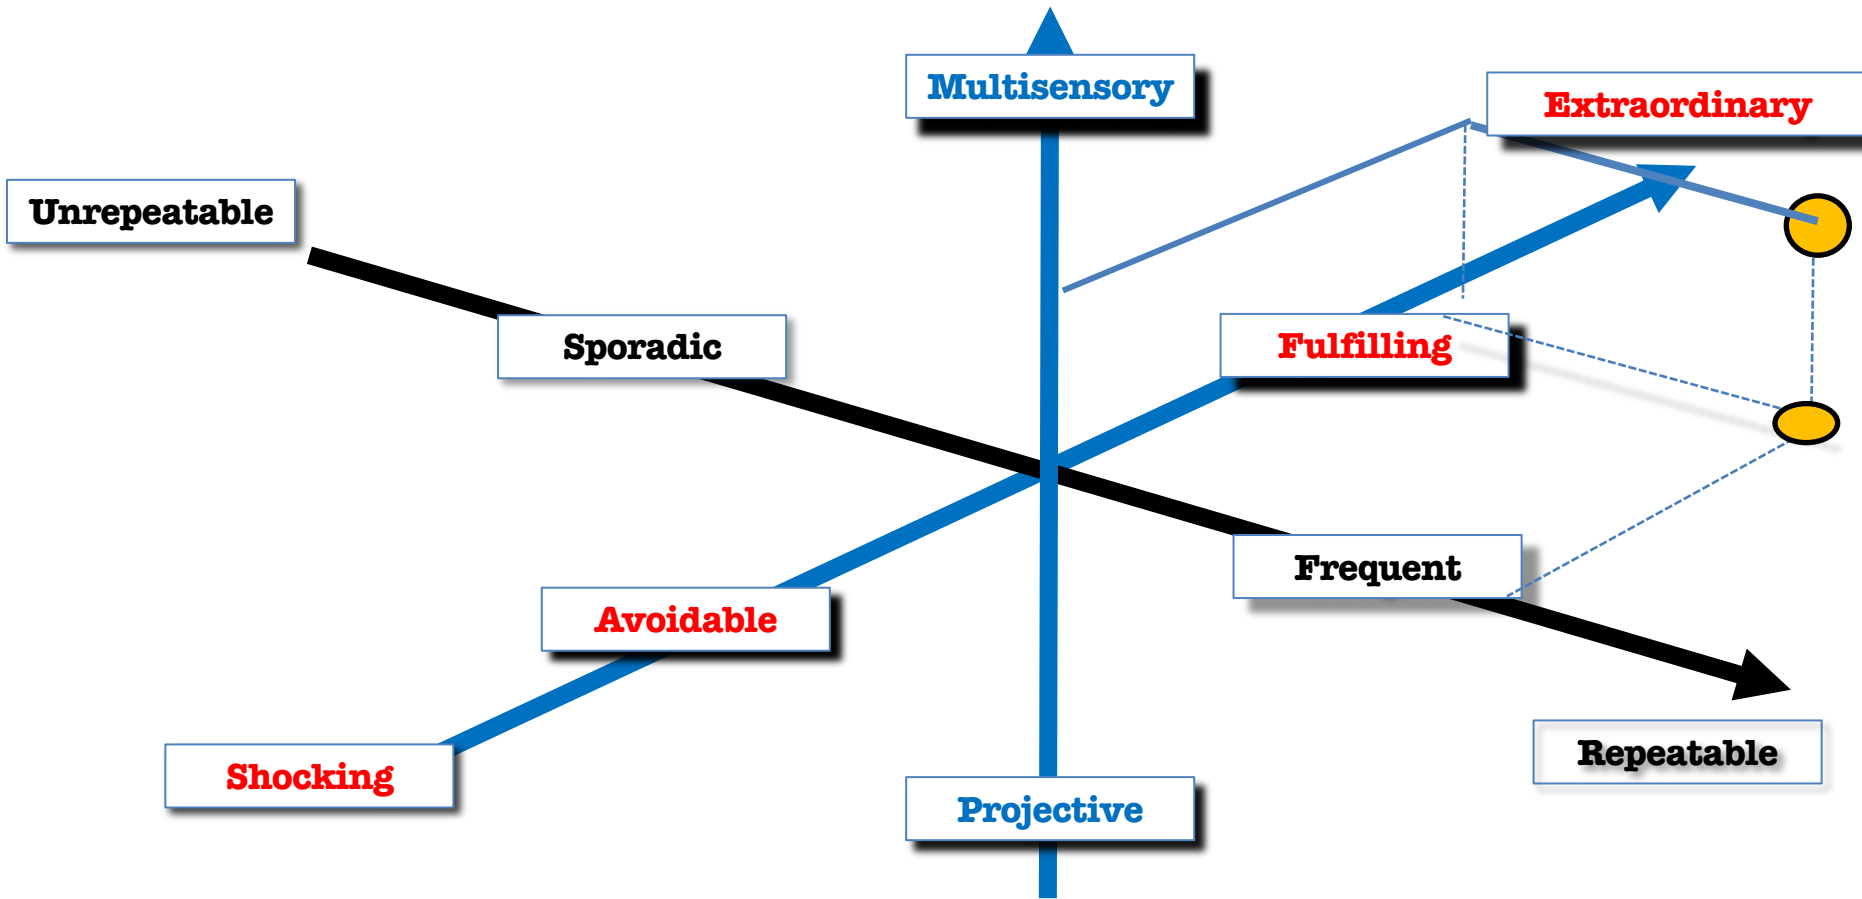 Multisensory
Extraordinary
Unrepeatable
Sporadic
Fulfilling
Frequent
Avoidable
Repeatable
Shocking
Projective